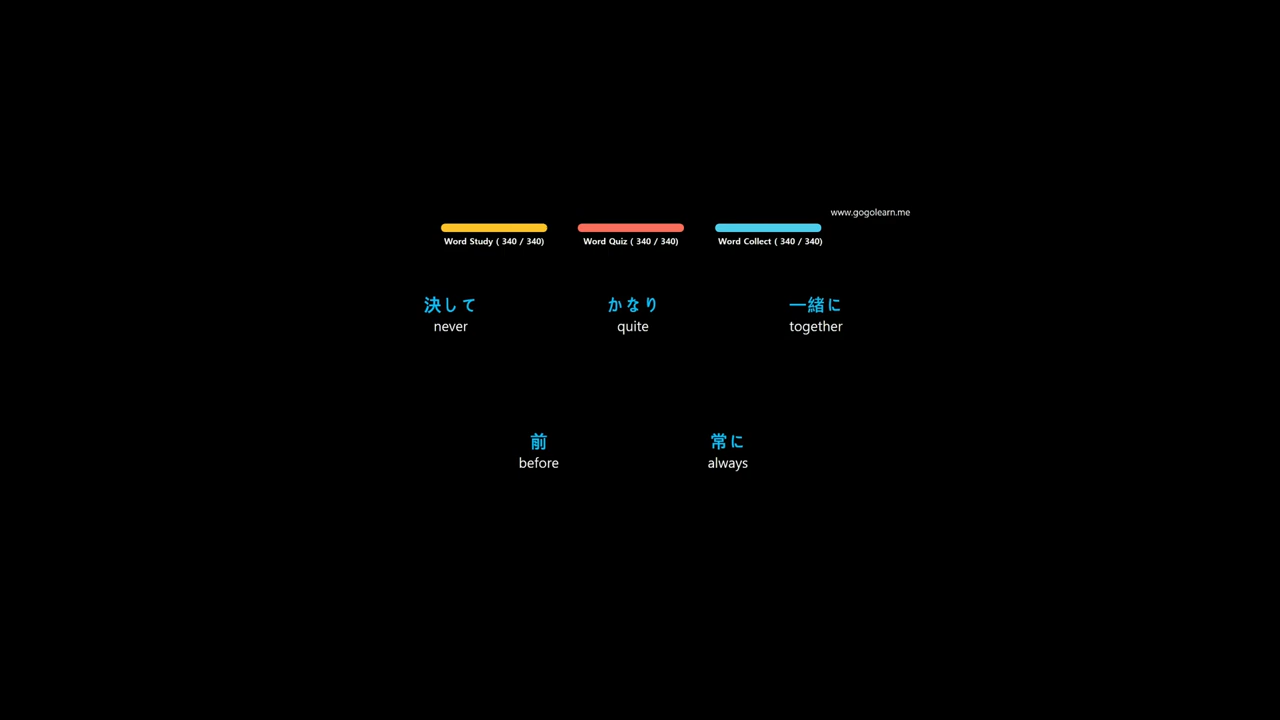 www.gogolearn.me
Word Study ( 340 / 340)
Word Quiz ( 340 / 340)
Word Collect ( 340 / 340)
決して
never
かなり
quite
一緒に
together
前
before
常に
always